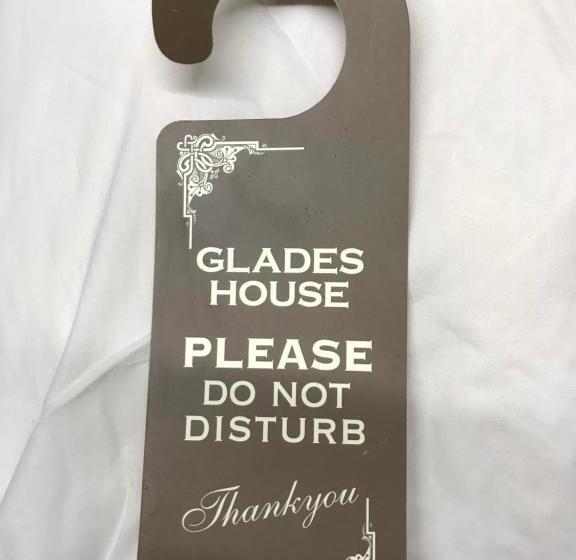 GLADES
HOUSE
PLEASE
DO NOT
DISTURB
Thankyou